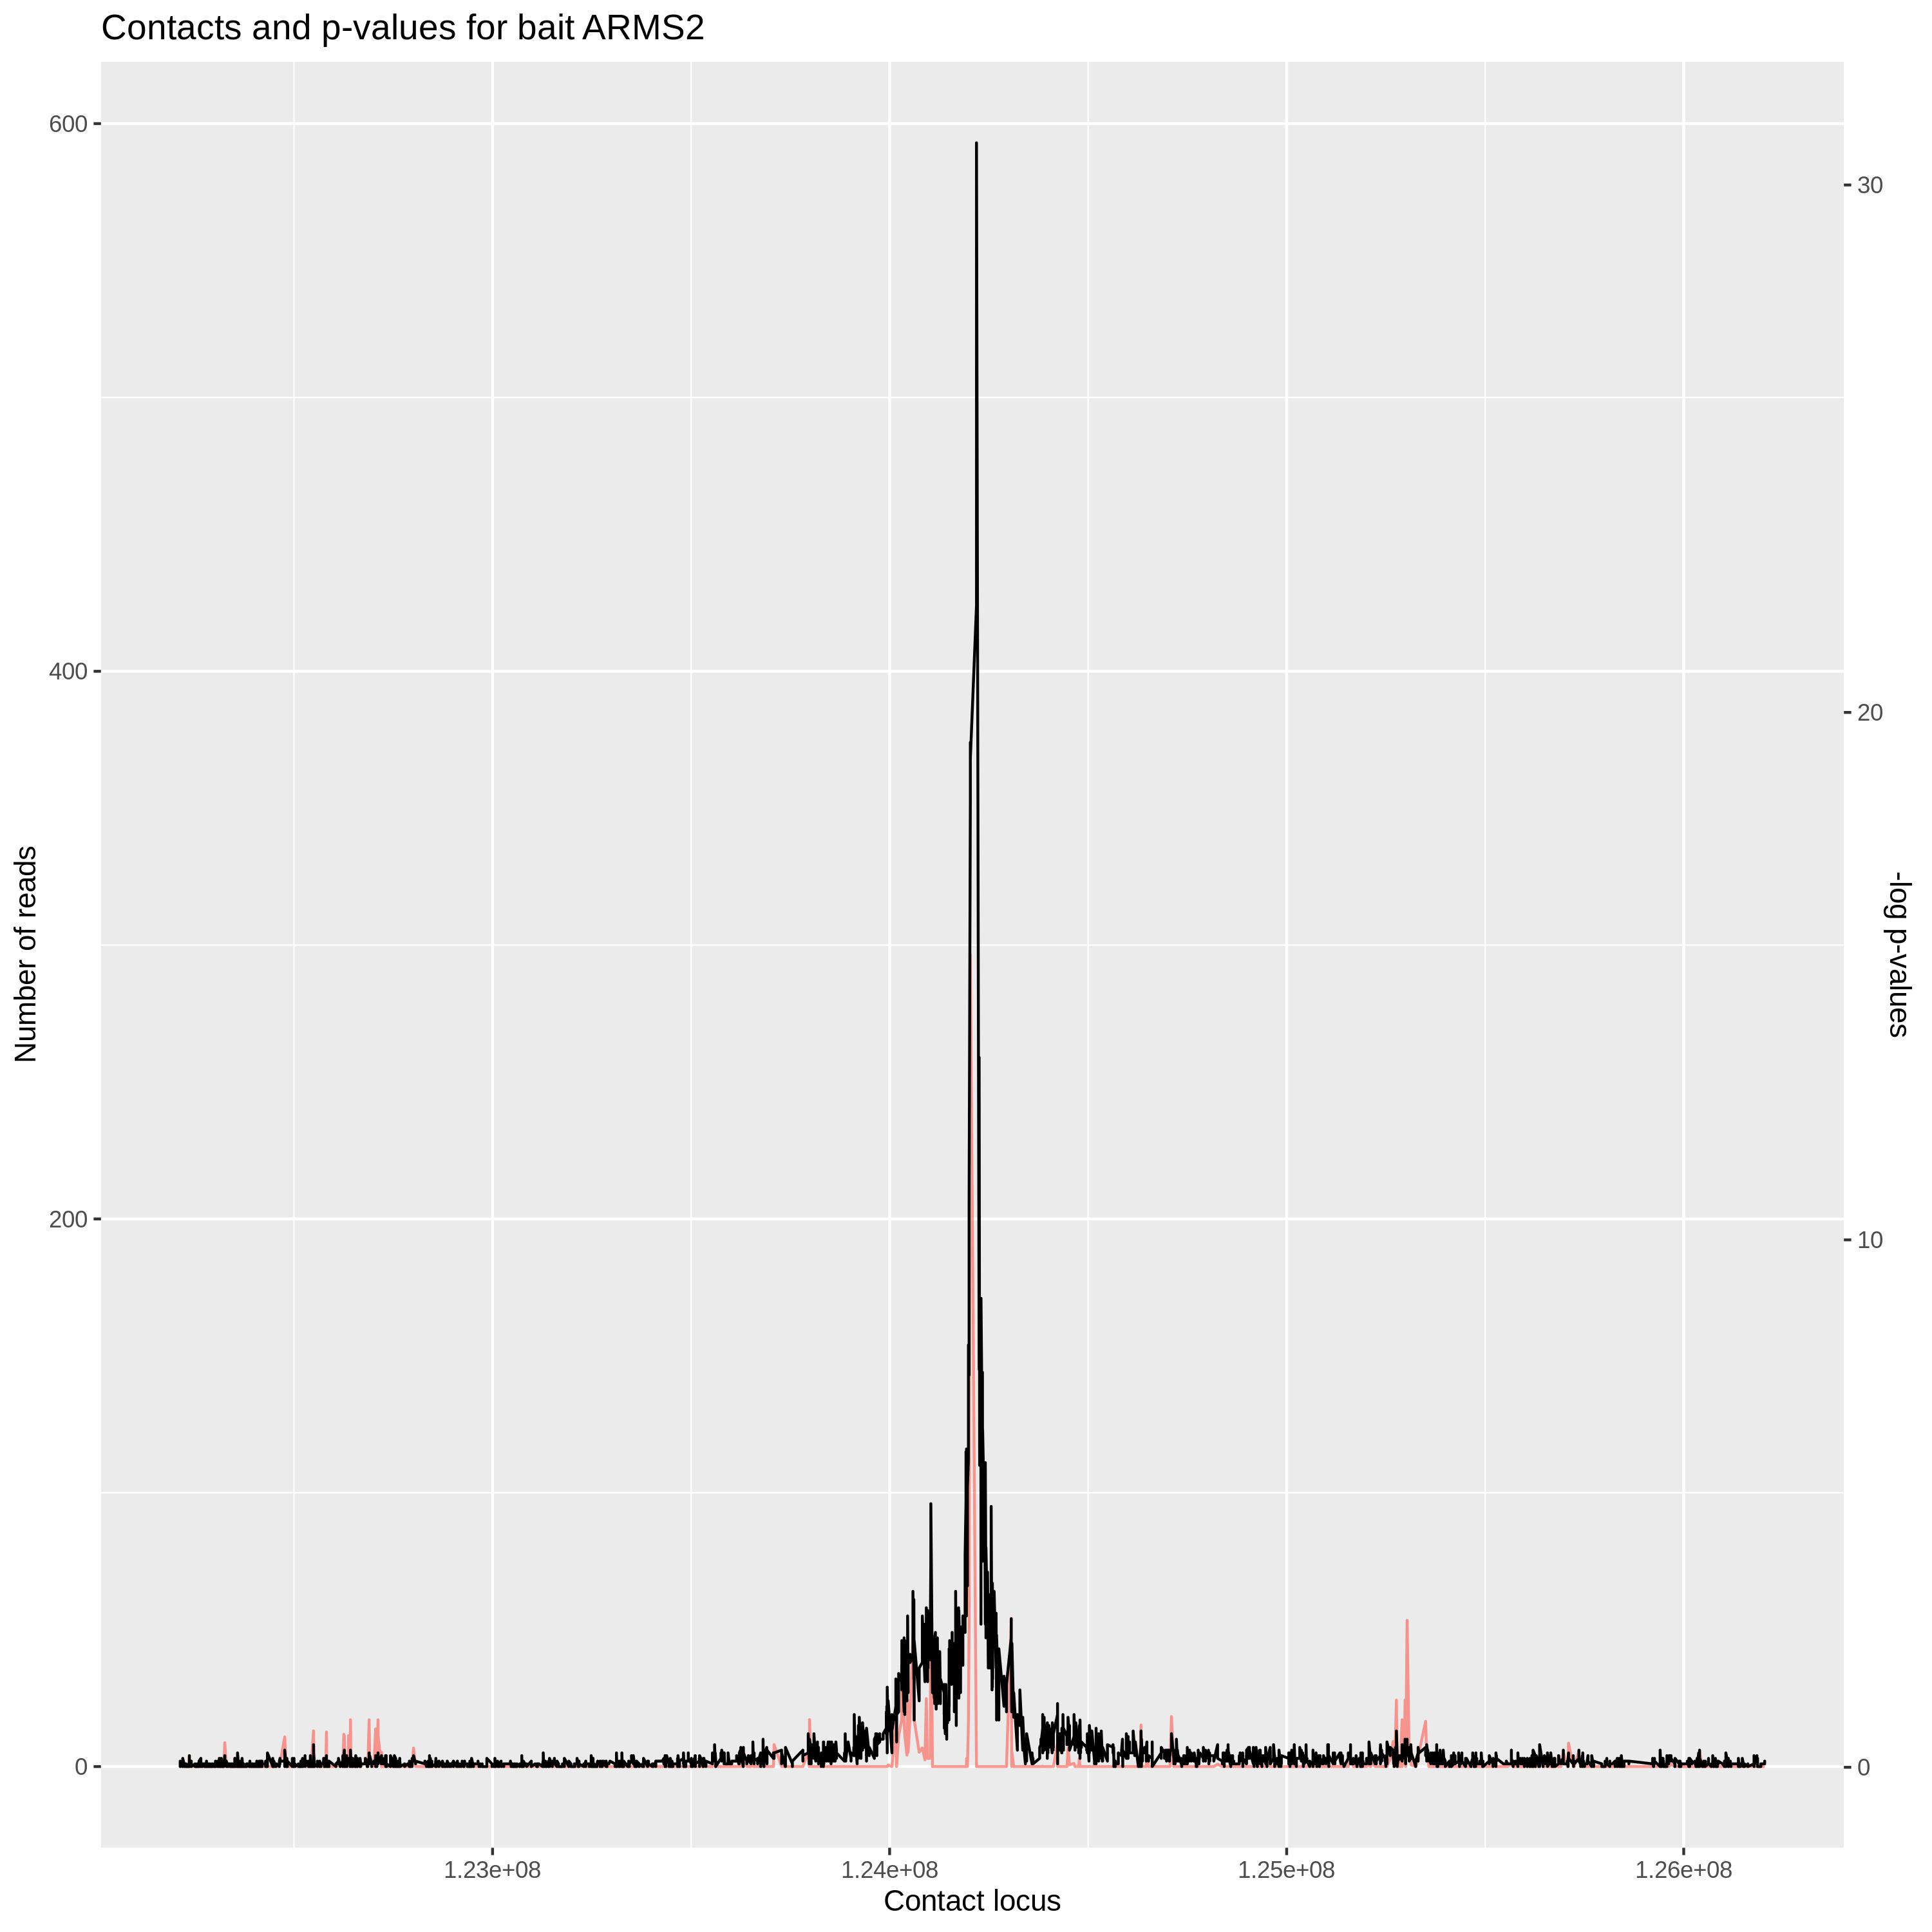 Contacts and p-values for bait ARMS2
600
400
200
0
Number of reads
30
20
10
0
-log p-values
1.23e+08
1.24e+08
1.25e+08
1.26e+08
Contact locus